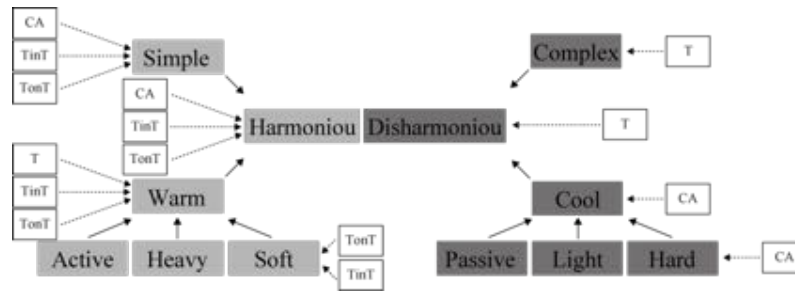 CA
TinT
TonT
Simple
Complex
T
CA
TinT
TonT
Harmoniou
Disharmoniou
T
T
TinT
TonT
Warm
Cool
CA
Active
Heavy
Soft
TonT
TinT
Passive
Light
Hard
CA